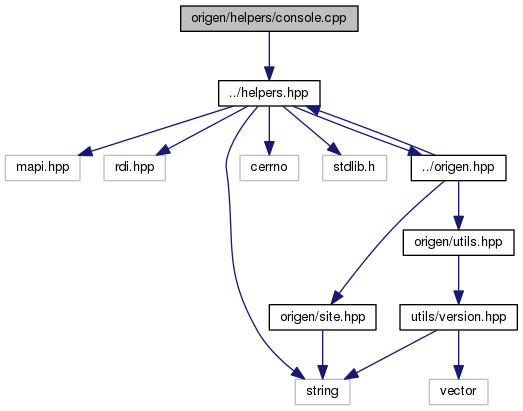 origen/helpers/console.cpp
../helpers.hpp
mapi.hpp
rdi.hpp
cerrno
stdlib.h
../origen.hpp
origen/utils.hpp
origen/site.hpp
utils/version.hpp
string
vector